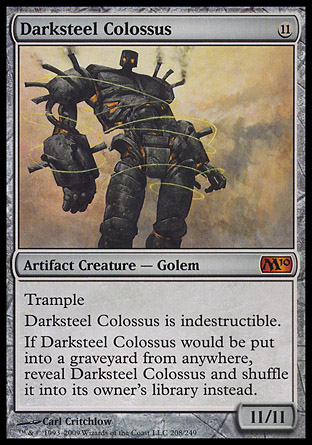 Darksteel Colossus 11
Artifact Creature — Golem M10
Trample
Darksteel Colossus is indestructible.
If Darksteel Colossus would be put
into a graveyard from anywhere,
reveal Darksteel Colossus and shuffle
it into its owner's library instead.
Carl Critchlow
™ & © 1993–2009 Wizards of the Coast LLC 208/249
11/11